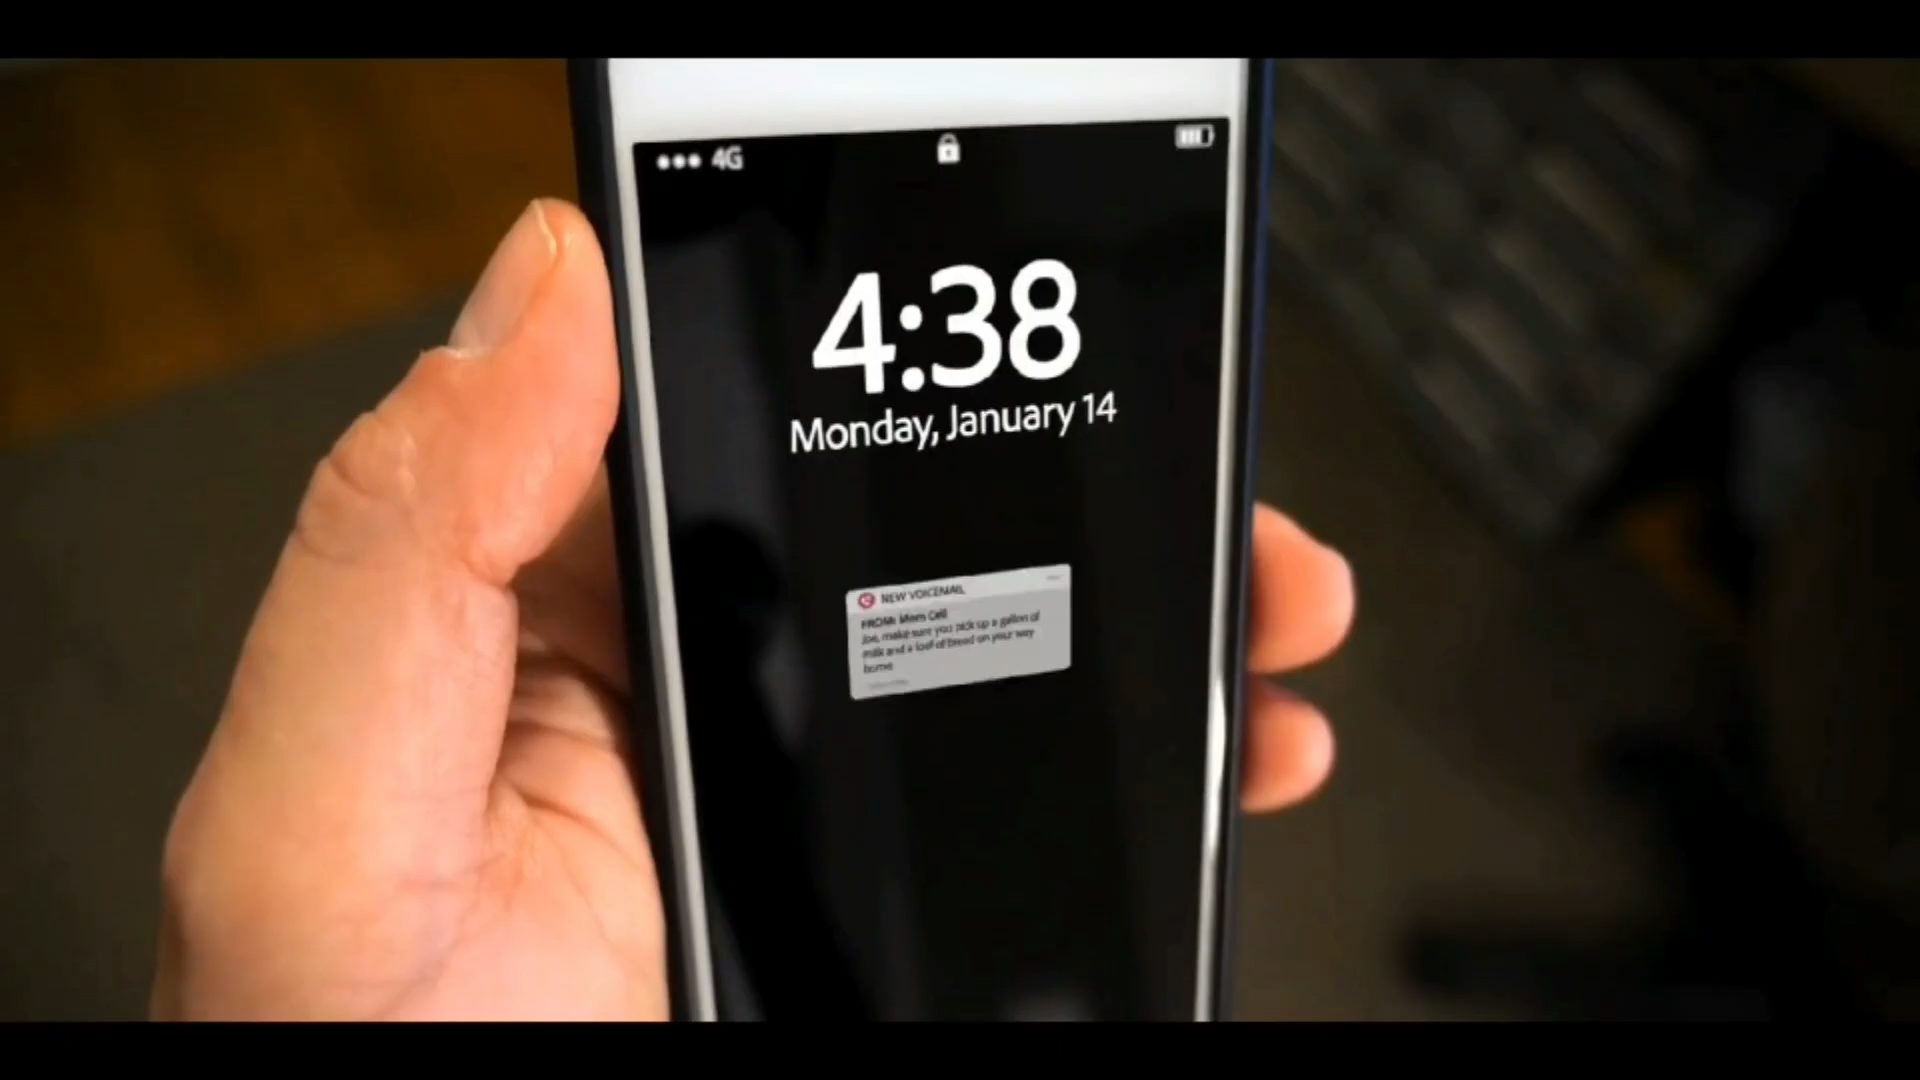 4G
4:38
Monday, January 14
NEW VOICEMAIL
FROM: Mom Cell
Joe, make sure you pick up a gallon of
milk and a loaf of bread on your way
home